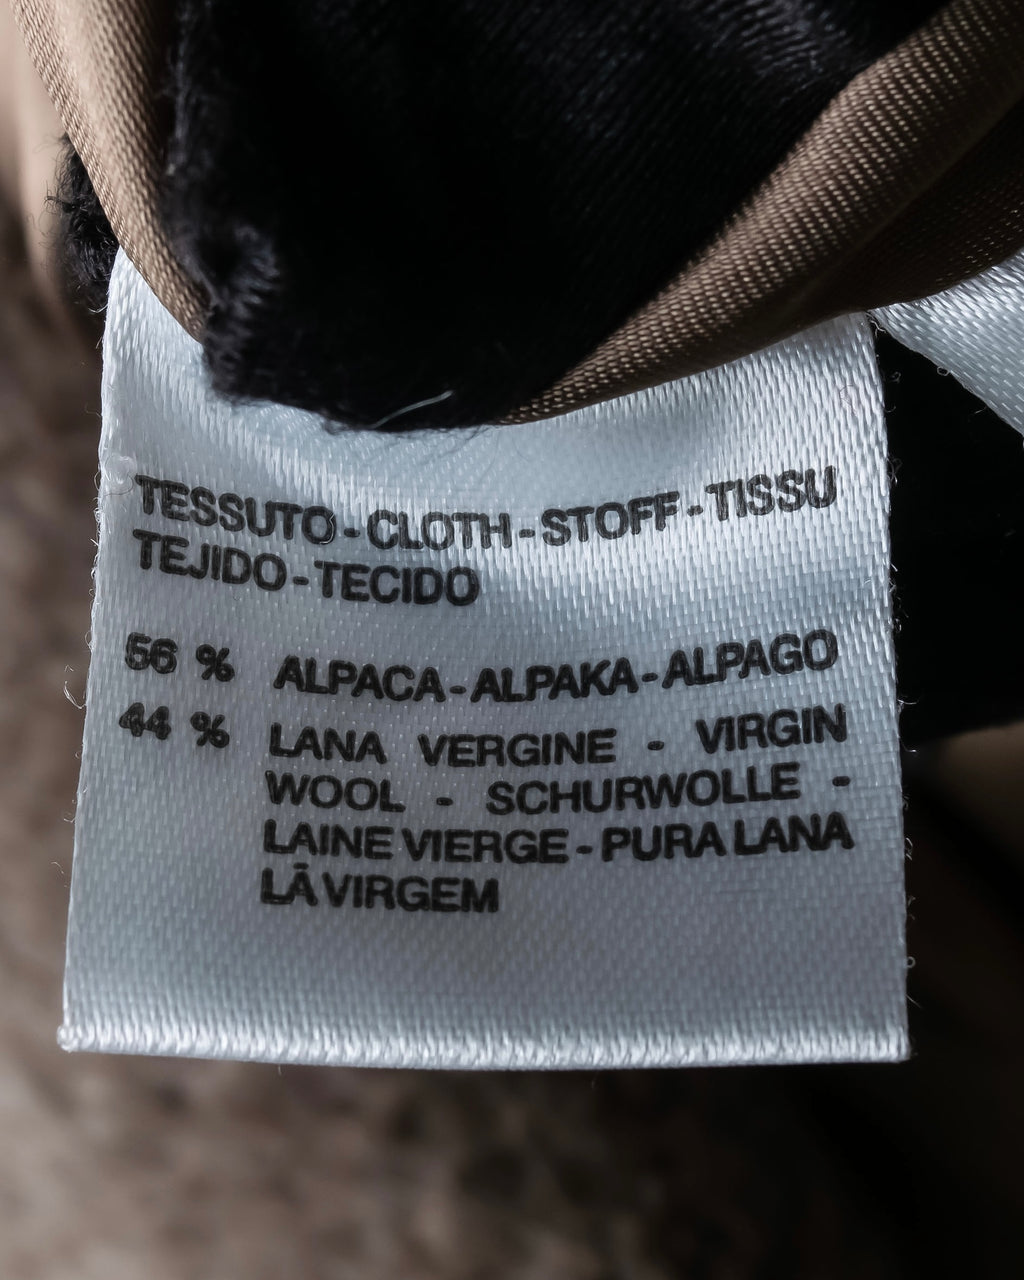 TESSUTO-CLOTH-STOFF-TISSU
TEJIDO-TECIDO
56 % ALPACA-ALPAKA-ALPAGO
44 % LANA VERGINE - VIRGIN
WOOL - SCHURWOLLE -
LAINE VIERGE-PURA LANA
LĀ VIRGEM